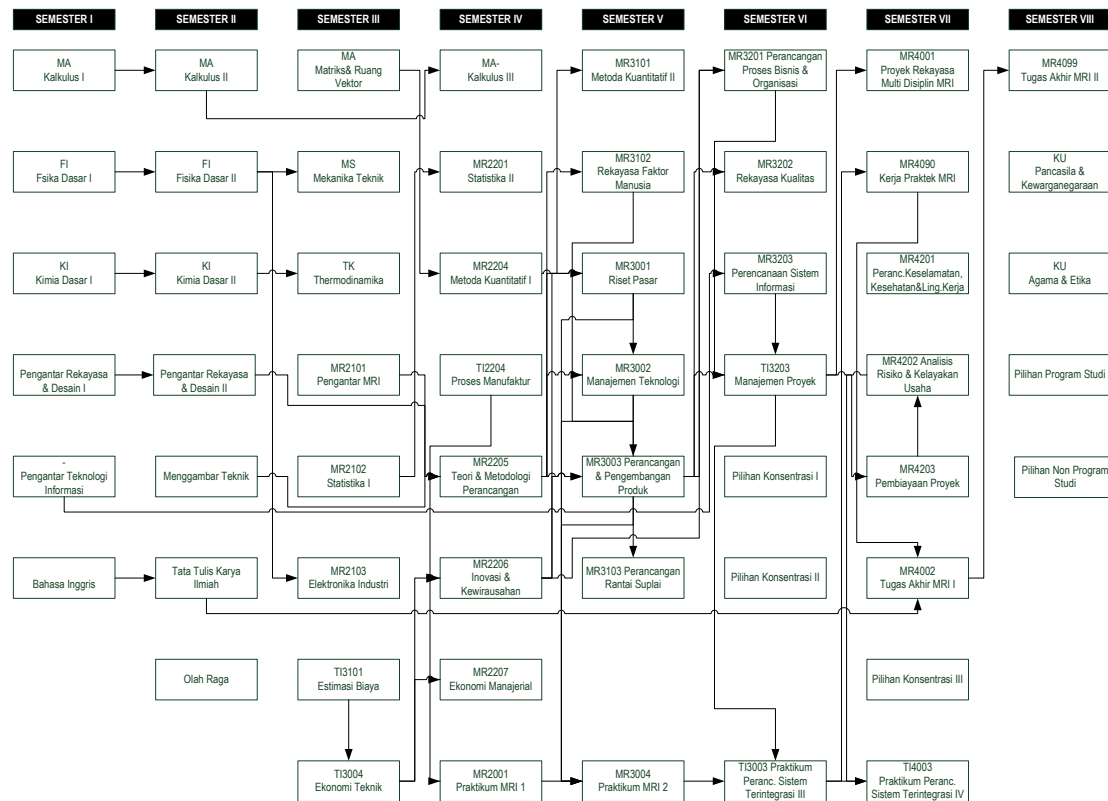 SEMESTER I
SEMESTER II
SEMESTER III
SEMESTER IV
SEMESTER V
SEMESTER VI
SEMESTER VII
SEMESTER VIII
MA
Kalkulus I
MA
Kalkulus II
MA
Matriks& Ruang
Vektor
MA-
Kalkulus III
MR3101
Metoda Kuantitatif II
MR3201 Perancangan
Proses Bisnis &
Organisasi
MR4001
Proyek Rekayasa
Multi Disiplin MRI
MR4099
Tugas Akhir MRI II
FI
Fsika Dasar I
FI
Fisika Dasar II
MS
Mekanika Teknik
MR2201
Statistika II
MR3102
Rekayasa Faktor
Manusia
MR3202
Rekayasa Kualitas
MR4090
Kerja Praktek MRI
KU
Pancasila &
Kewarganegaraan
KI
Kimia Dasar I
KI
Kimia Dasar II
TK
Thermodinamika
MR2204
Metoda Kuantitatif I
MR3001
Riset Pasar
MR3203
Perencanaan Sistem
Informasi
MR4201
Peranc.Keselamatan,
Kesehatan&Ling.Kerja
KU
Agama & Etika
Pengantar Rekayasa
& Desain I
Pengantar Rekayasa
& Desain II
MR2101
Pengantar MRI
TI2204
Proses Manufaktur
MR3002
Manajemen Teknologi
TI3203
Manajemen Proyek
MR4202 Analisis
Risiko & Kelayakan
Usaha
Pilihan Program Studi
-
Pengantar Teknologi
Informasi
Menggambar Teknik
MR2102
Statistika I
MR2205
Teori & Metodologi
Perancangan
MR3003 Perancangan
& Pengembangan
Produk
Pilihan Konsentrasi I
MR4203
Pembiayaan Proyek
Pilihan Non Program
Studi
Bahasa Inggris
Tata Tulis Karya
Ilmiah
MR2103
Elektronika Industri
MR2206
Inovasi &
Kewirausahan
MR3103 Perancangan
Rantai Suplai
Pilihan Konsentrasi II
MR4002
Tugas Akhir MRI I
Olah Raga
TI3101
Estimasi Biaya
MR2207
Ekonomi Manajerial
Pilihan Konsentrasi III
TI3004
Ekonomi Teknik
MR2001
Praktikum MRI 1
MR3004
Praktikum MRI 2
TI3003 Praktikum
Peranc. Sistem
Terintegrasi III
TI4003
Praktikum Peranc.
Sistem Terintegrasi IV